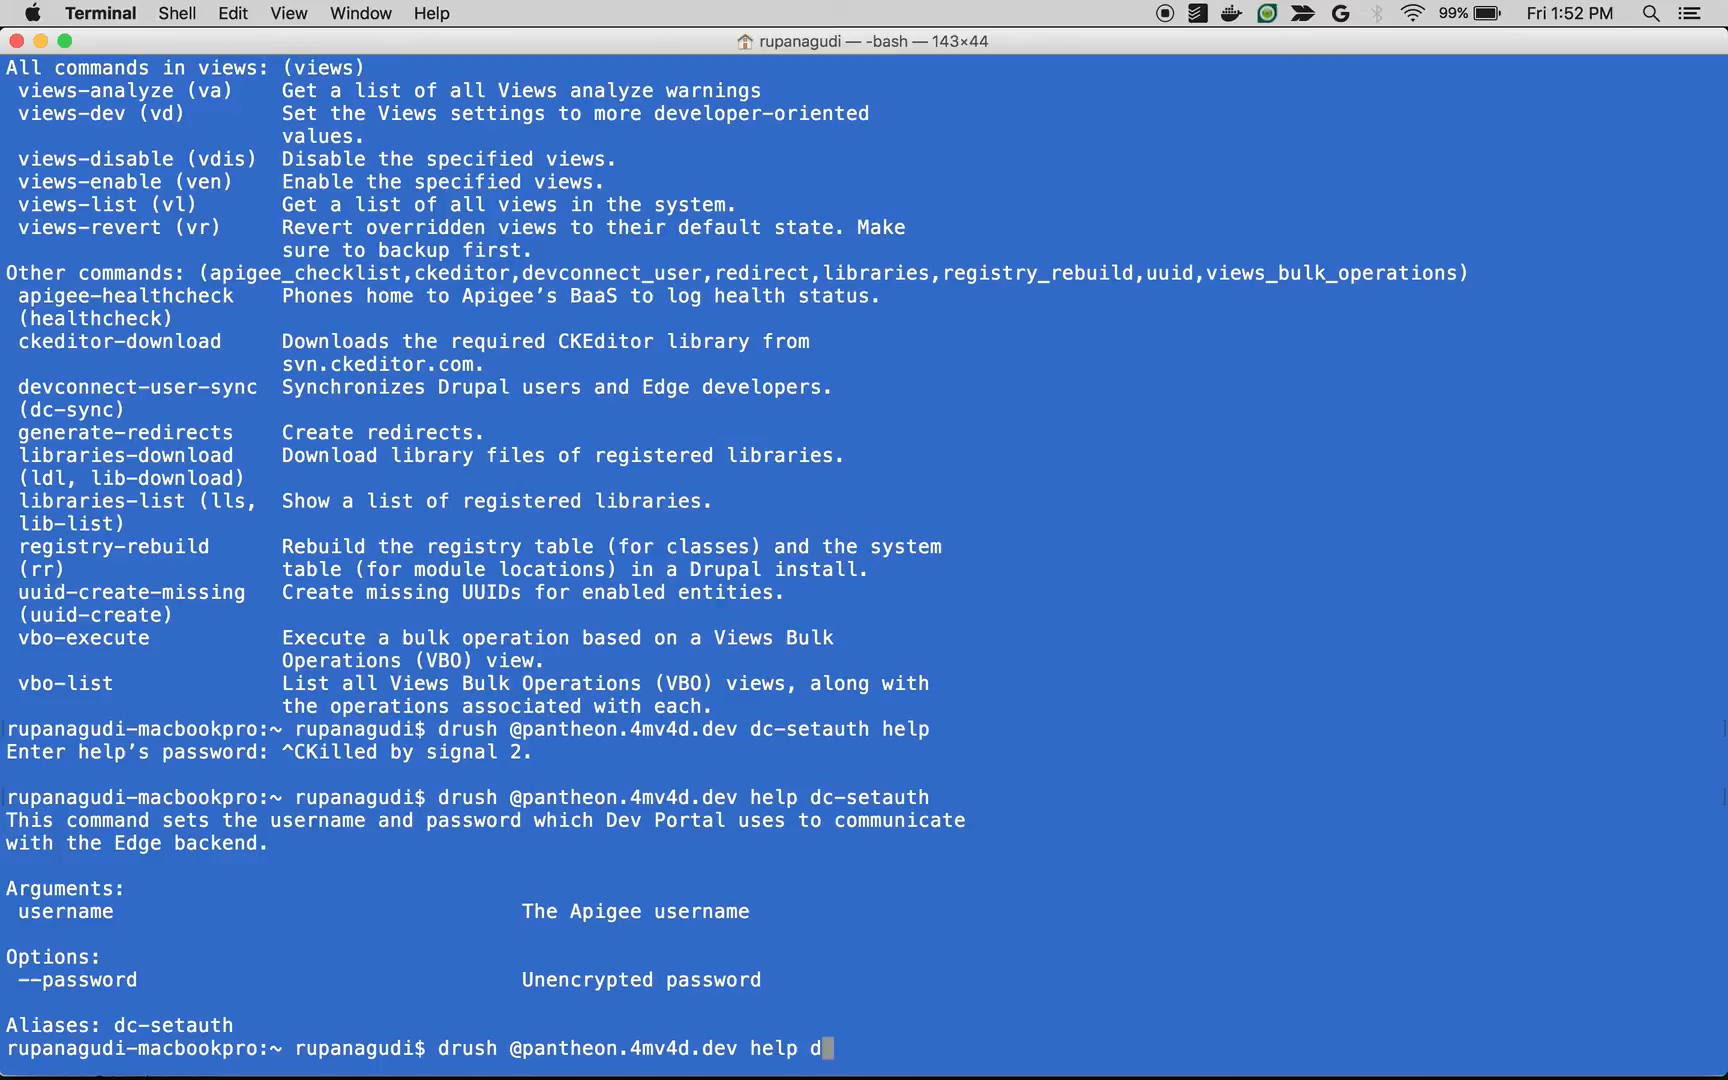 Terminal Shell Edit View Window Help 99% Fri 1:52 PM
rupanagudi — -bash — 143×44
All commands in views: (views)
views-analyze (va) Get a list of all Views analyze warnings
views-dev (vd) Set the Views settings to more developer-oriented
values.
views-disable (vdis) Disable the specified views.
views-enable (ven) Enable the specified views.
views-list (vl) Get a list of all views in the system.
views-revert (vr) Revert overridden views to their default state. Make
sure to backup first.
Other commands: (apigee_checklist,ckeditor,devconnect_user,redirect,libraries,registry_rebuild,uuid,views_bulk_operations)
apigee-healthcheck Phones home to Apigee’s BaaS to log health status.
(healthcheck)
ckeditor-download Downloads the required CKEditor library from
svn.ckeditor.com.
devconnect-user-sync Synchronizes Drupal users and Edge developers.
(dc-sync)
generate-redirects Create redirects.
libraries-download Download library files of registered libraries.
(ldl, lib-download)
libraries-list (lls, Show a list of registered libraries.
lib-list)
registry-rebuild Rebuild the registry table (for classes) and the system
(rr) table (for module locations) in a Drupal install.
uuid-create-missing Create missing UUIDs for enabled entities.
(uuid-create)
vbo-execute Execute a bulk operation based on a Views Bulk
Operations (VBO) view.
vbo-list List all Views Bulk Operations (VBO) views, along with
the operations associated with each.
rupanagudi-macbookpro:~ rupanagudi$ drush @pantheon.4mv4d.dev dc-setauth help
Enter help’s password: ^CKilled by signal 2.
rupanagudi-macbookpro:~ rupanagudi$ drush @pantheon.4mv4d.dev help dc-setauth
This command sets the username and password which Dev Portal uses to communicate
with the Edge backend.
Arguments:
username The Apigee username
Options:
--password Unencrypted password
Aliases: dc-setauth
rupanagudi-macbookpro:~ rupanagudi$ drush @pantheon.4mv4d.dev help d